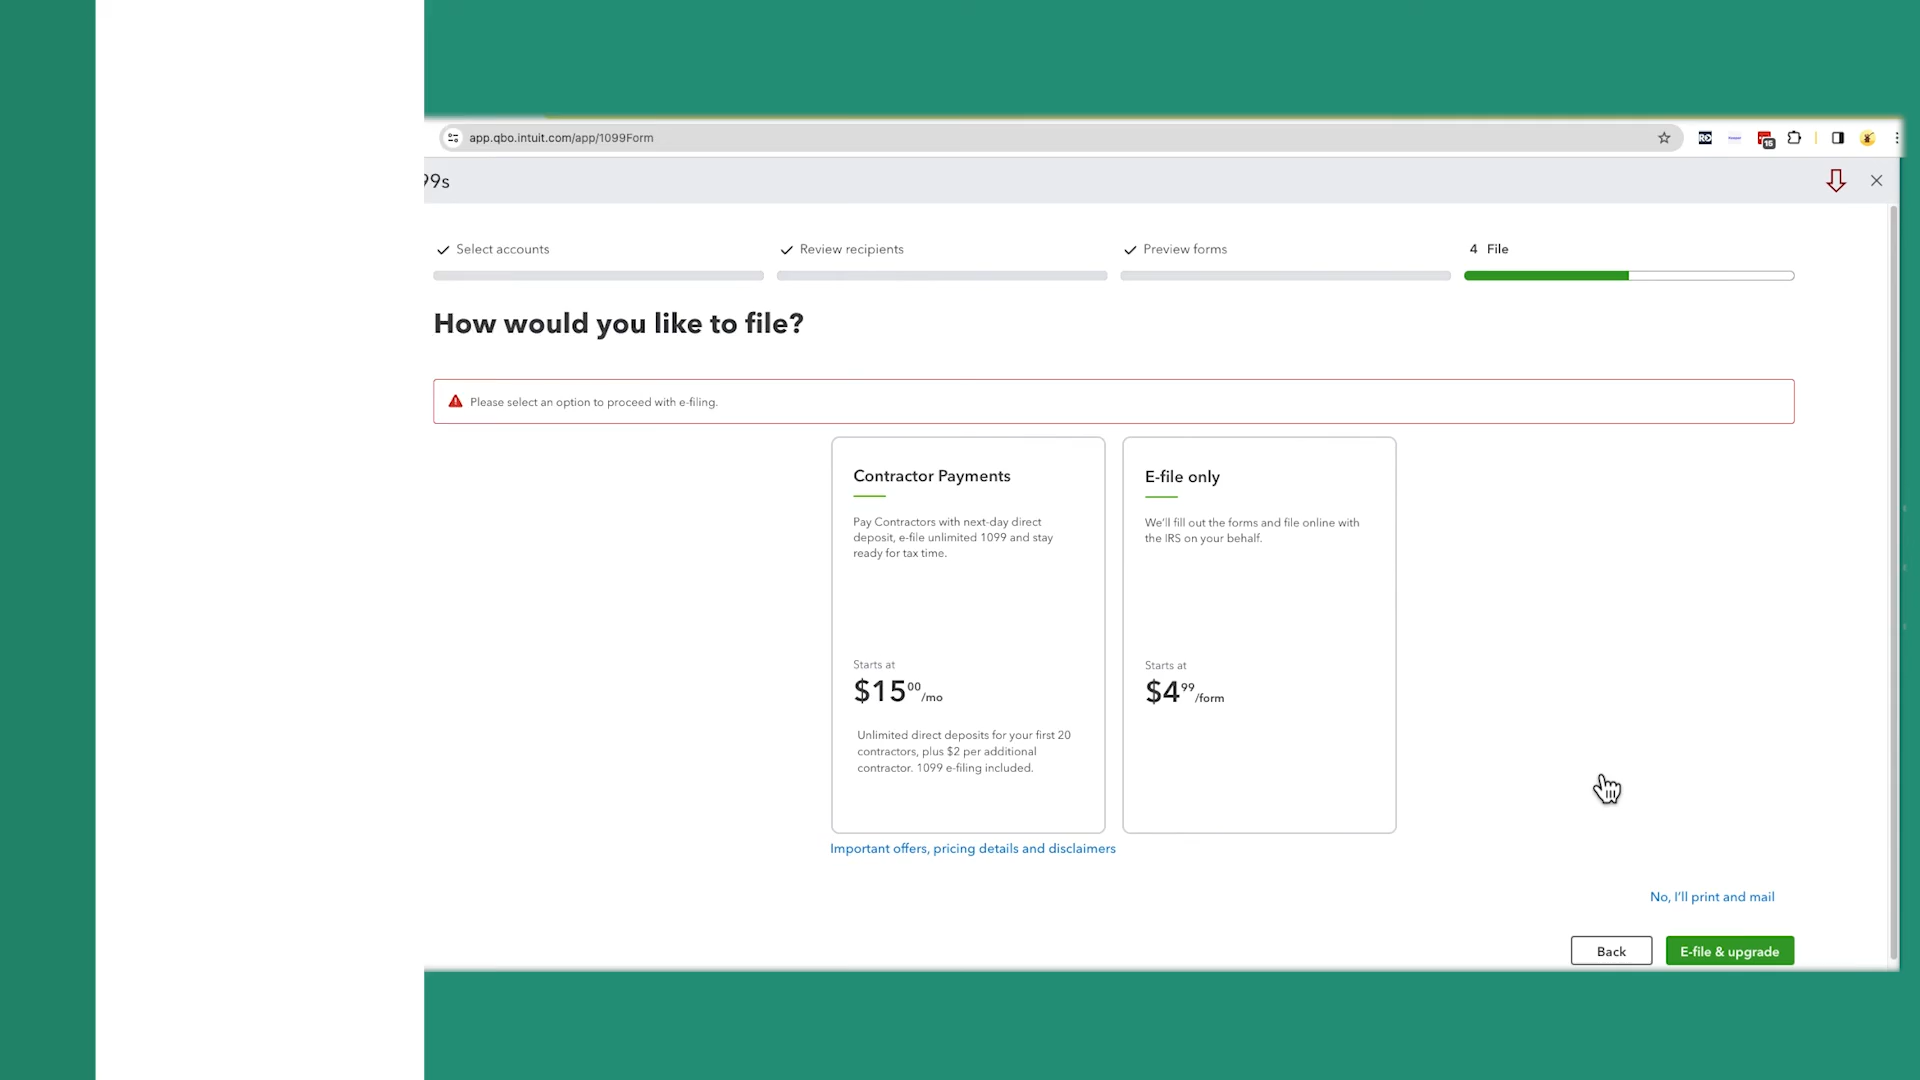 app.qbo.intuit.com/app/1099Form
15
99s
Select accounts
Review recipients
Preview forms
4 File
How would you like to file?
Please select an option to proceed with e-filing.
Contractor Payments
Pay Contractors with next-day direct
deposit, e-file unlimited 1099 and stay
ready for tax time.
Starts at
$15 00 /mo
Unlimited direct deposits for your first 20
contractors, plus $2 per additional
contractor. 1099 e-filing included.
E-file only
We'll fill out the forms and file online with
the IRS on your behalf.
Starts at
$4 99 /form
Important offers, pricing details and disclaimers
No, I'll print and mail
Back
E-file & upgrade